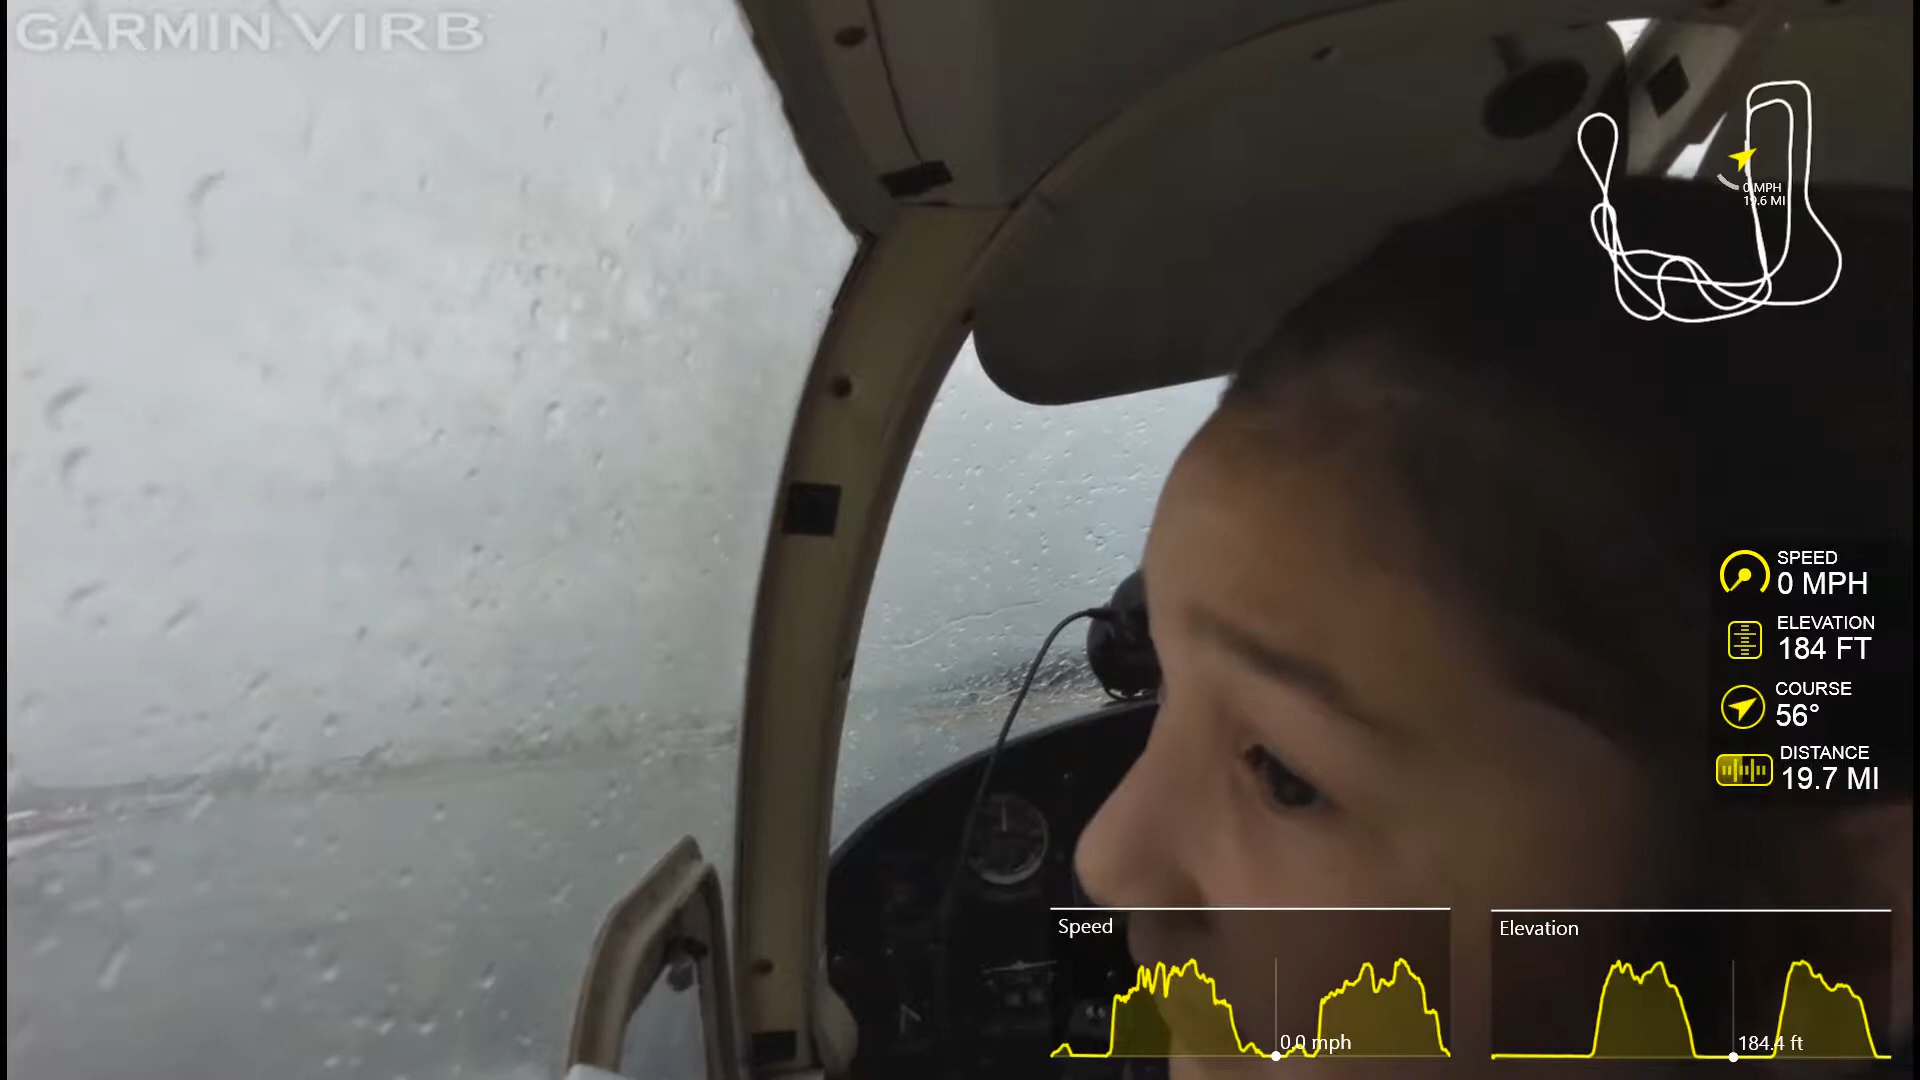 GARMIN VIRB
0 MPH
19.6 MI
SPEED
0 MPH
ELEVATION
184 FT
COURSE
56°
DISTANCE
19.7 MI
Speed
0.0 mph
Elevation
184.4 ft